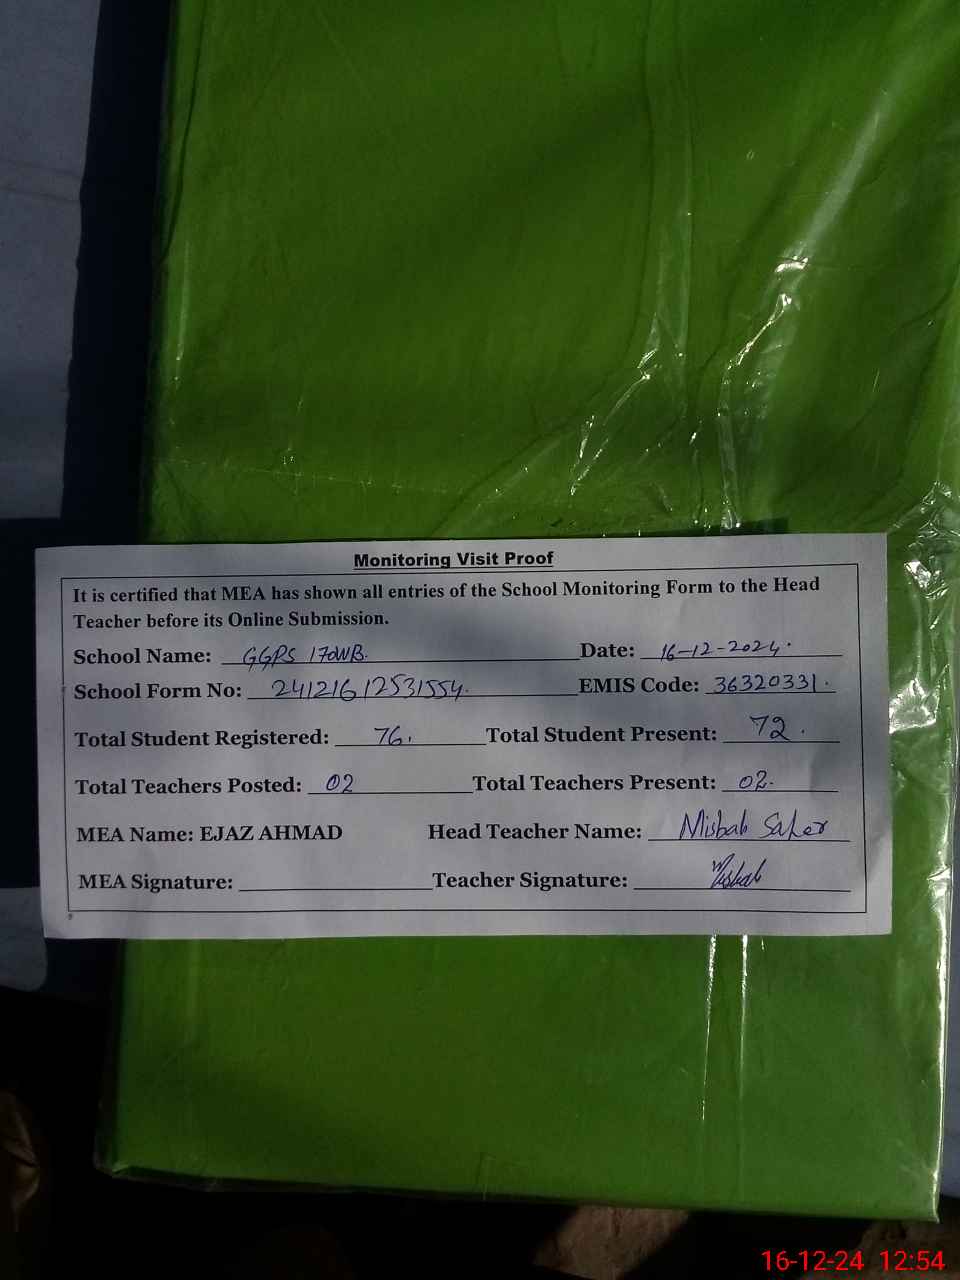 Monitoring Visit Proof
It is certified that MEA has shown all entries of the School Monitoring Form to the Head
Teacher before its Online Submission.
School Name: GGPS 170WB. Date: 16-12-2024.
School Form No: 24121612531554. EMIS Code: 36320331.
Total Student Registered: 76. Total Student Present: 72.
Total Teachers Posted: 02 Total Teachers Present: 02.
MEA Name: EJAZ AHMAD Head Teacher Name: Misbah Saher
MEA Signature: Teacher Signature: Misbah
16-12-24 12:54